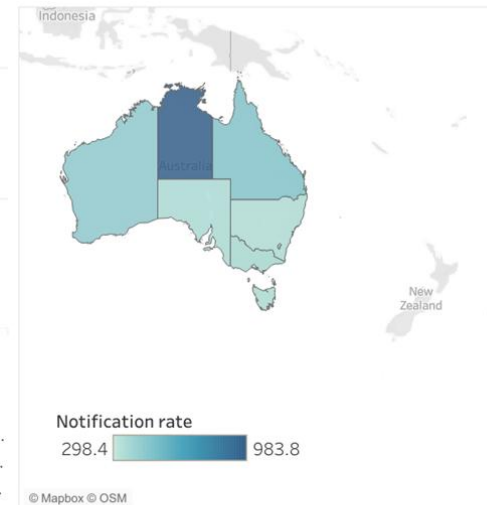 Indonesia
Australia
New
Zealand
Notification rate
298.4 983.8
© Mapbox © OSM